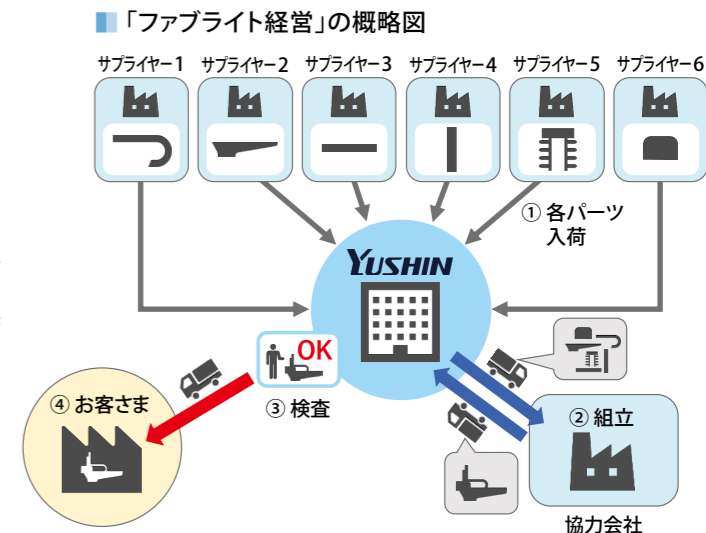 「ファブライト経営」の概略図
サプライヤー1 サプライヤー2 サプライヤー3 サプライヤー4 サプライヤー5 サプライヤー6
① 各パーツ
入荷
YUSHIN
OK
③ 検査
④ お客さま
② 組立
協力会社